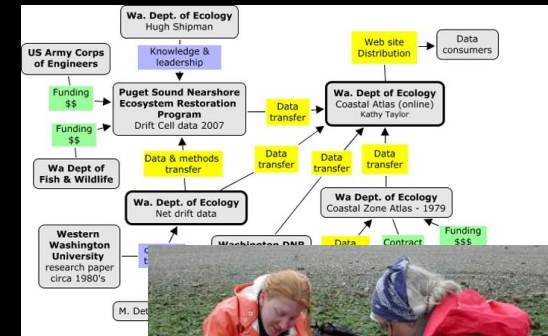 Wa. Dept. of Ecology
Hugh Shipman
US Army Corps
of Engineers
Knowledge &
leadership
Web site
Distribution
Data
consumers
Funding
$$
Puget Sound Nearshore
Ecosystem Restoration
Program
Drift Cell data 2007
Data
transfer
Wa. Dept of Ecology
Coastal Atlas (online)
Kathy Taylor
Funding
$$
Wa Dept of
Fish & Wildlife
Data & methods
transfer
Data
transfer
Data
transfer
Data
transfer
Wa. Dept. of Ecology
Net drift data
Wa Dept. of Ecology
Coastal Zone Atlas - 1979
Western
Washington
University
research paper
circa 1980's
Washington DNR
Data
Contract
Funding
$$$
M.